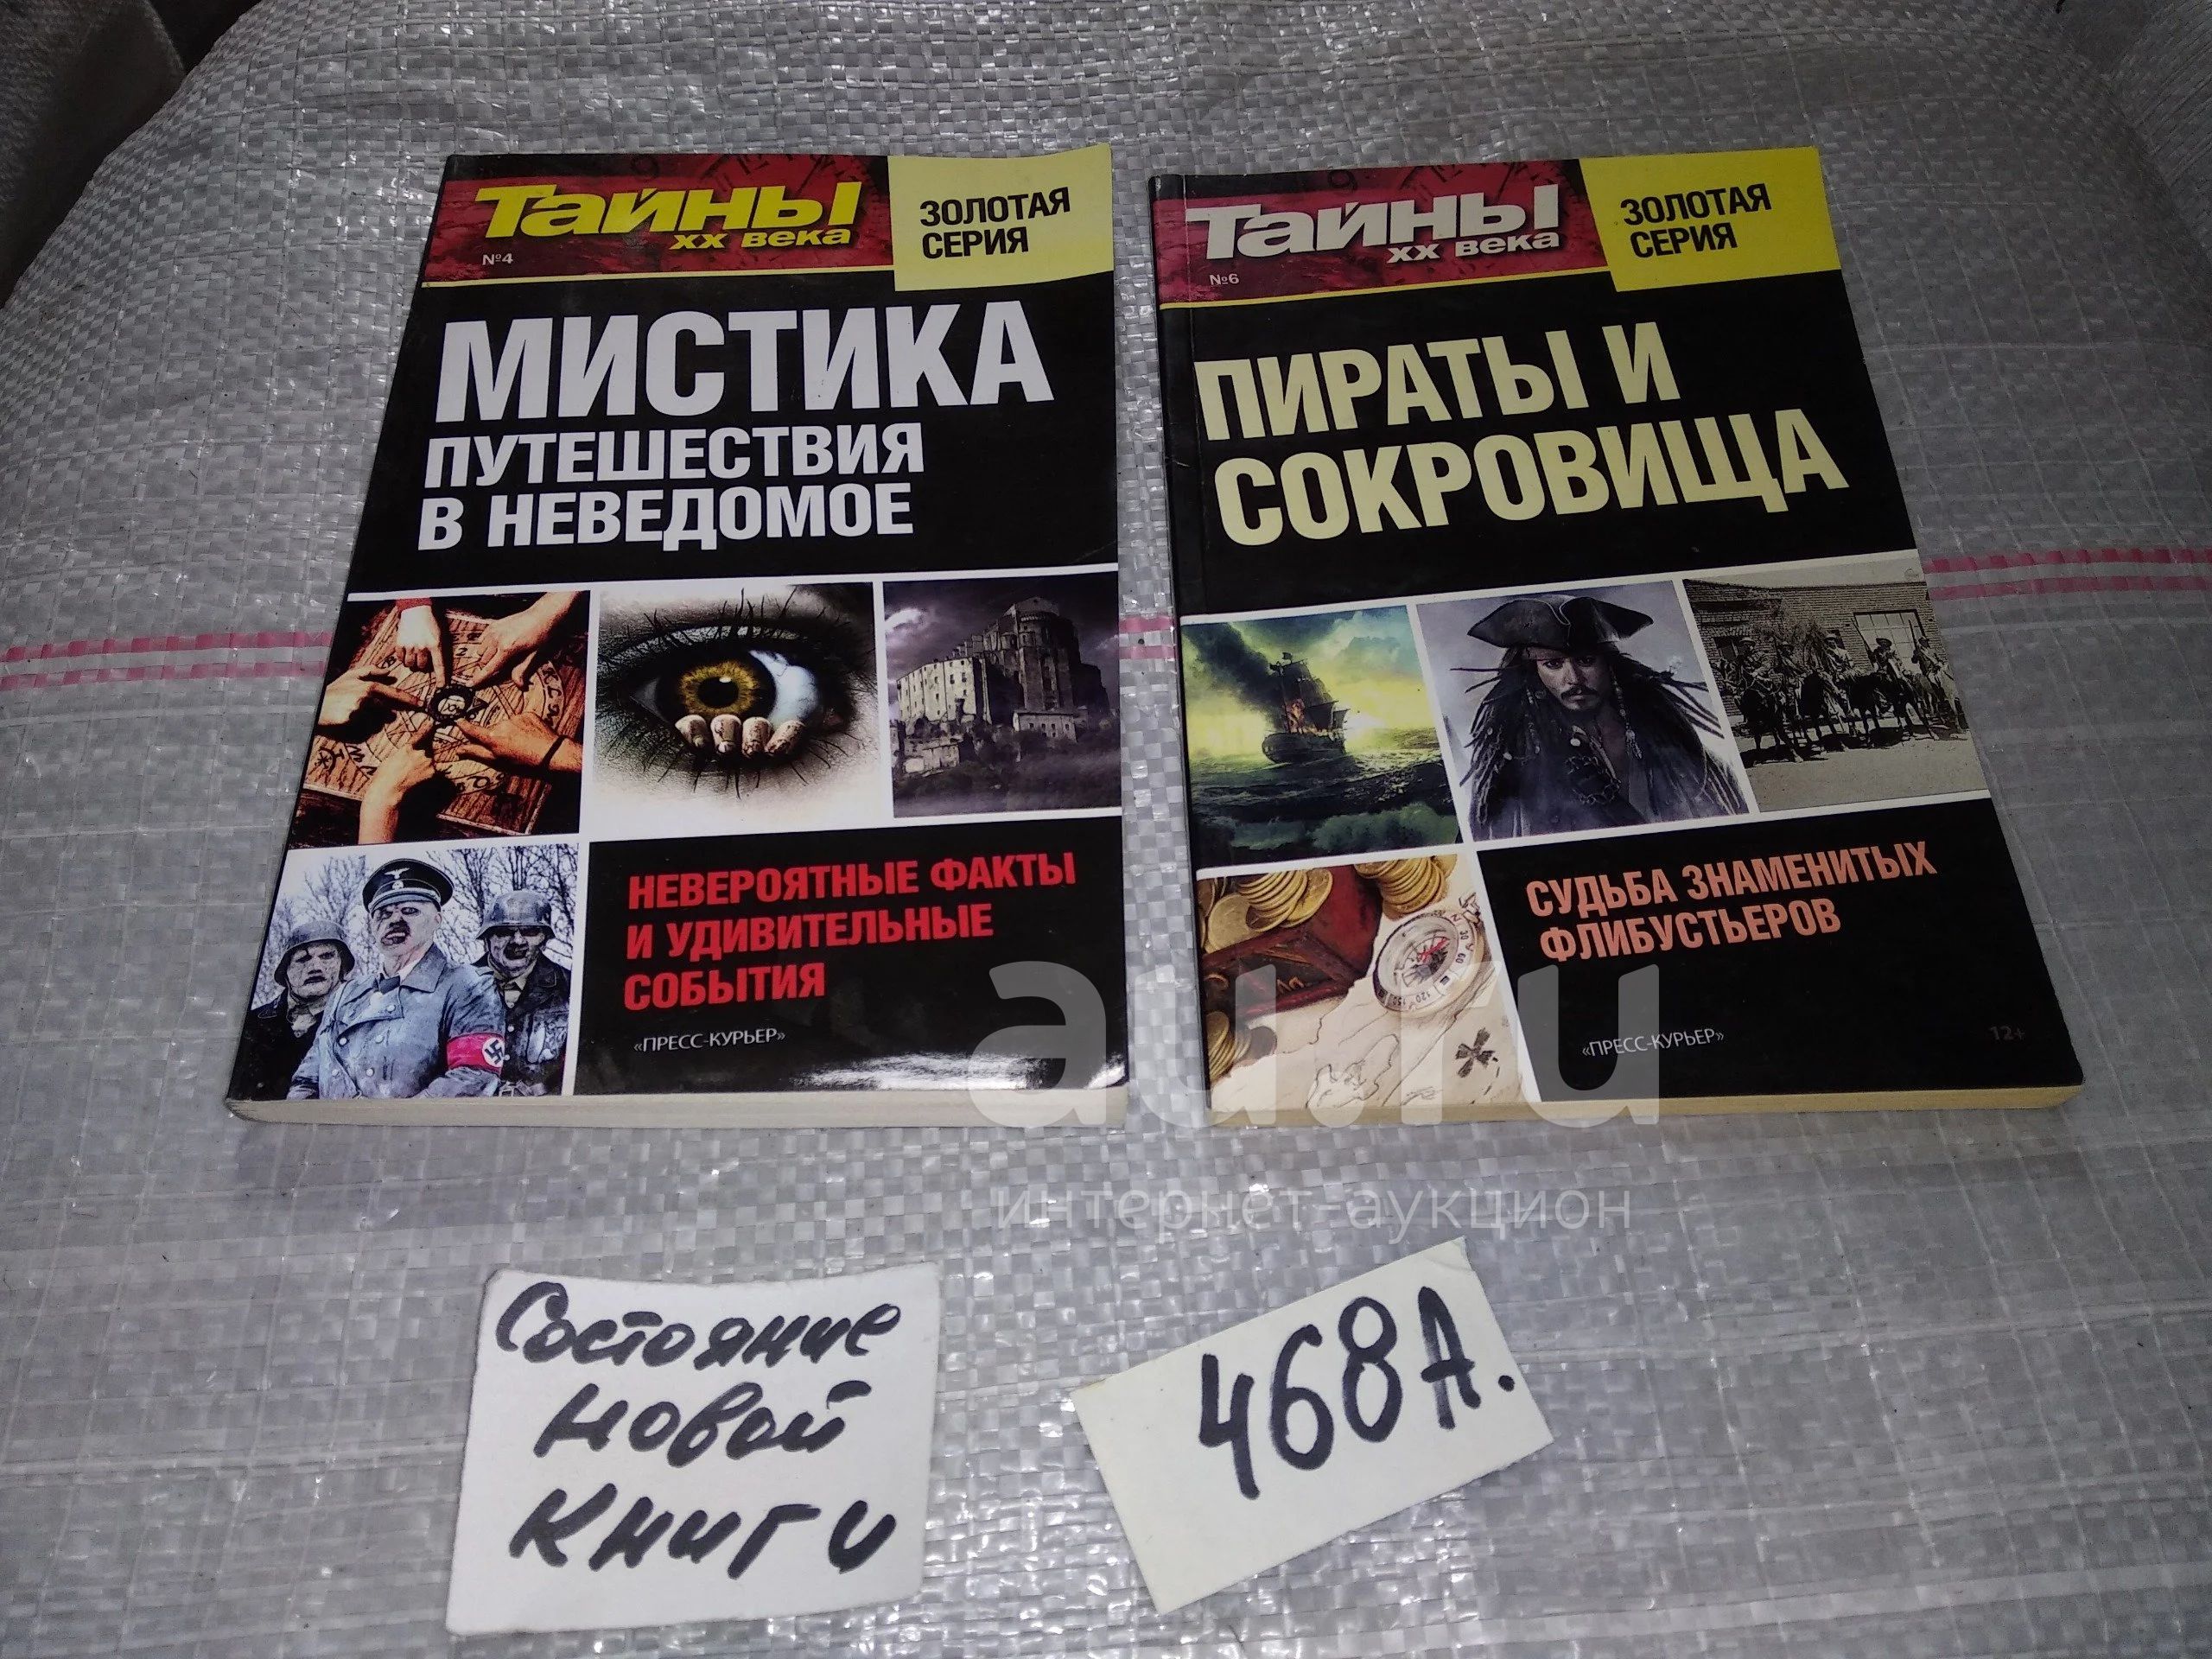 Тайны
XX века
№4
ЗОЛОТАЯ
СЕРИЯ
МИСТИКА
ПУТЕШЕСТВИЯ
В НЕВЕДОМОЕ
НЕВЕРОЯТНЫЕ ФАКТЫ
И УДИВИТЕЛЬНЫЕ
СОБЫТИЯ
«ПРЕСС-КУРЬЕР»
Тайны
XX века
№6
ЗОЛОТАЯ
СЕРИЯ
ПИРАТЫ И
СОКРОВИЩА
СУДЬБА ЗНАМЕНИТЫХ
ФЛИБУСТЬЕРОВ
«ПРЕСС-КУРЬЕР»
12+
au.ru
интернет-аукцион
Состояние
новой
книги
468А.